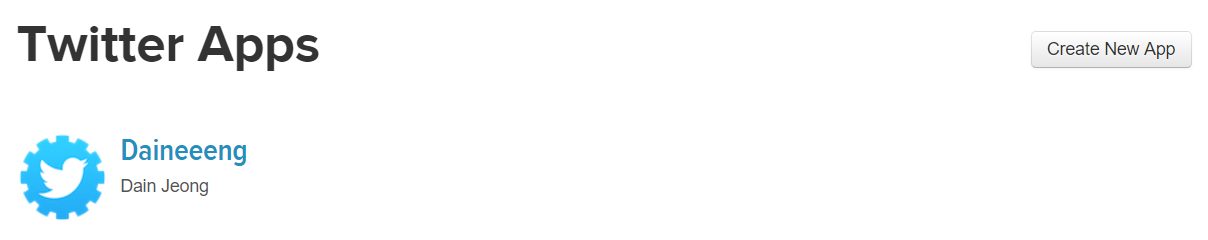 Twitter Apps
Create New App
Daineeeng
Dain Jeong